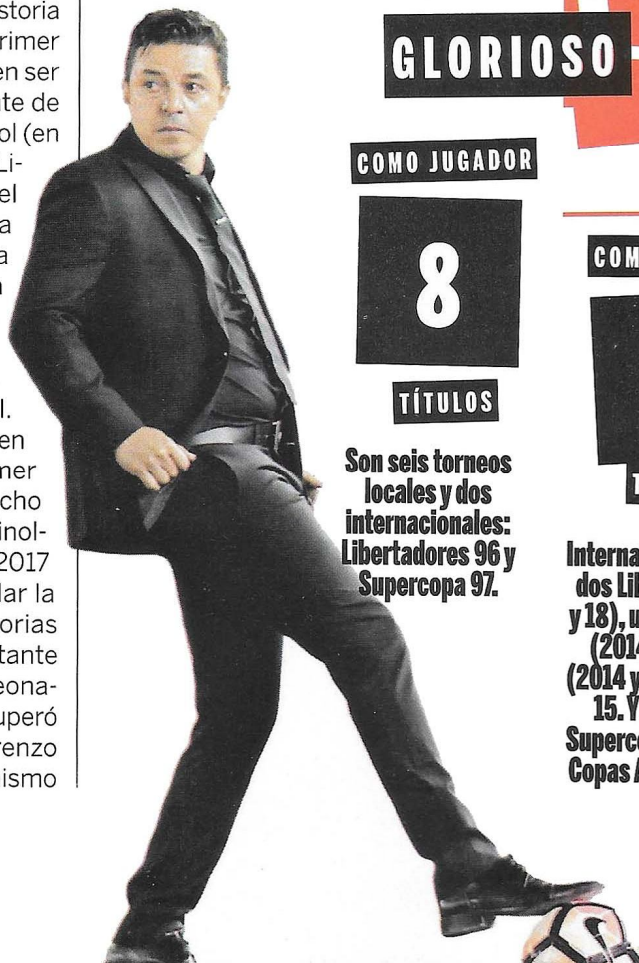 storia
rimer
en ser
te de
ol (en
Li-
el
a
a
l.
en
mer
cho
inol-
2017
lar la
orias
tante
eona-
uperó
renzo
ismo
GLORIOSO
COMO JUGADOR
8
TÍTULOS
Son seis torneos
locales y dos
internacionales:
Libertadores 96 y
Supercopa 97.
COM
Interna
dos Li
y 18), u
(2014
(2014 y
15. Y
Superc
Copas A